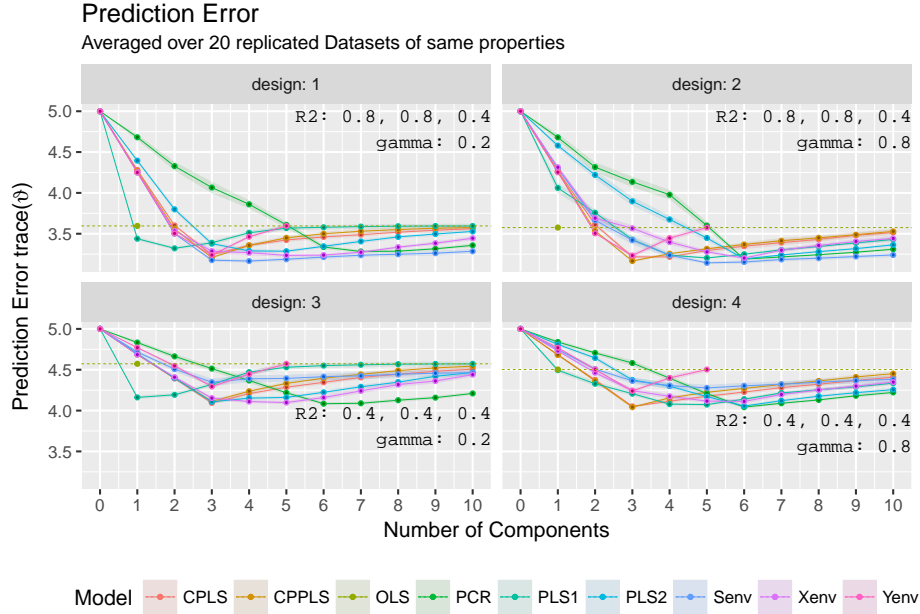 Prediction Error
Averaged over 20 replicated Datasets of same properties
design: 1
design: 2
R2: 0.8, 0.8, 0.4
gamma: 0.2
R2: 0.8, 0.8, 0.4
gamma: 0.8
5.0
4.5
4.0
3.5
design: 3
design: 4
R2: 0.4, 0.4, 0.4
gamma: 0.2
R2: 0.4, 0.4, 0.4
gamma: 0.8
5.0
4.5
4.0
3.5
Prediction Error trace(ϑ)
0 1 2 3 4 5 6 7 8 9 10
0 1 2 3 4 5 6 7 8 9 10
Number of Components
Model CPLS CPPLS OLS PCR PLS1 PLS2 Senv Xenv Yenv